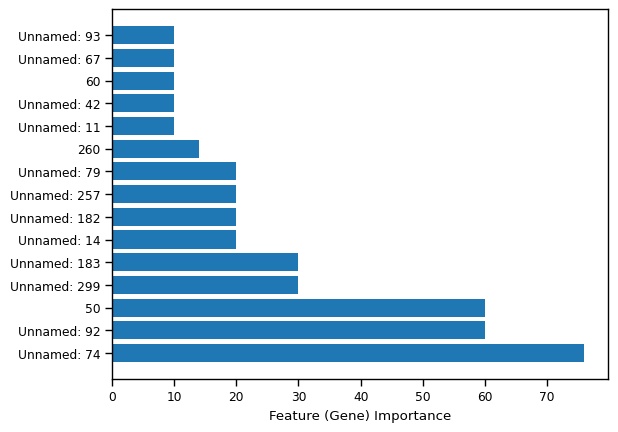 Unnamed: 93
Unnamed: 67
60
Unnamed: 42
Unnamed: 11
260
Unnamed: 79
Unnamed: 257
Unnamed: 182
Unnamed: 14
Unnamed: 183
Unnamed: 299
50
Unnamed: 92
Unnamed: 74
0 10 20 30 40 50 60 70
Feature (Gene) Importance